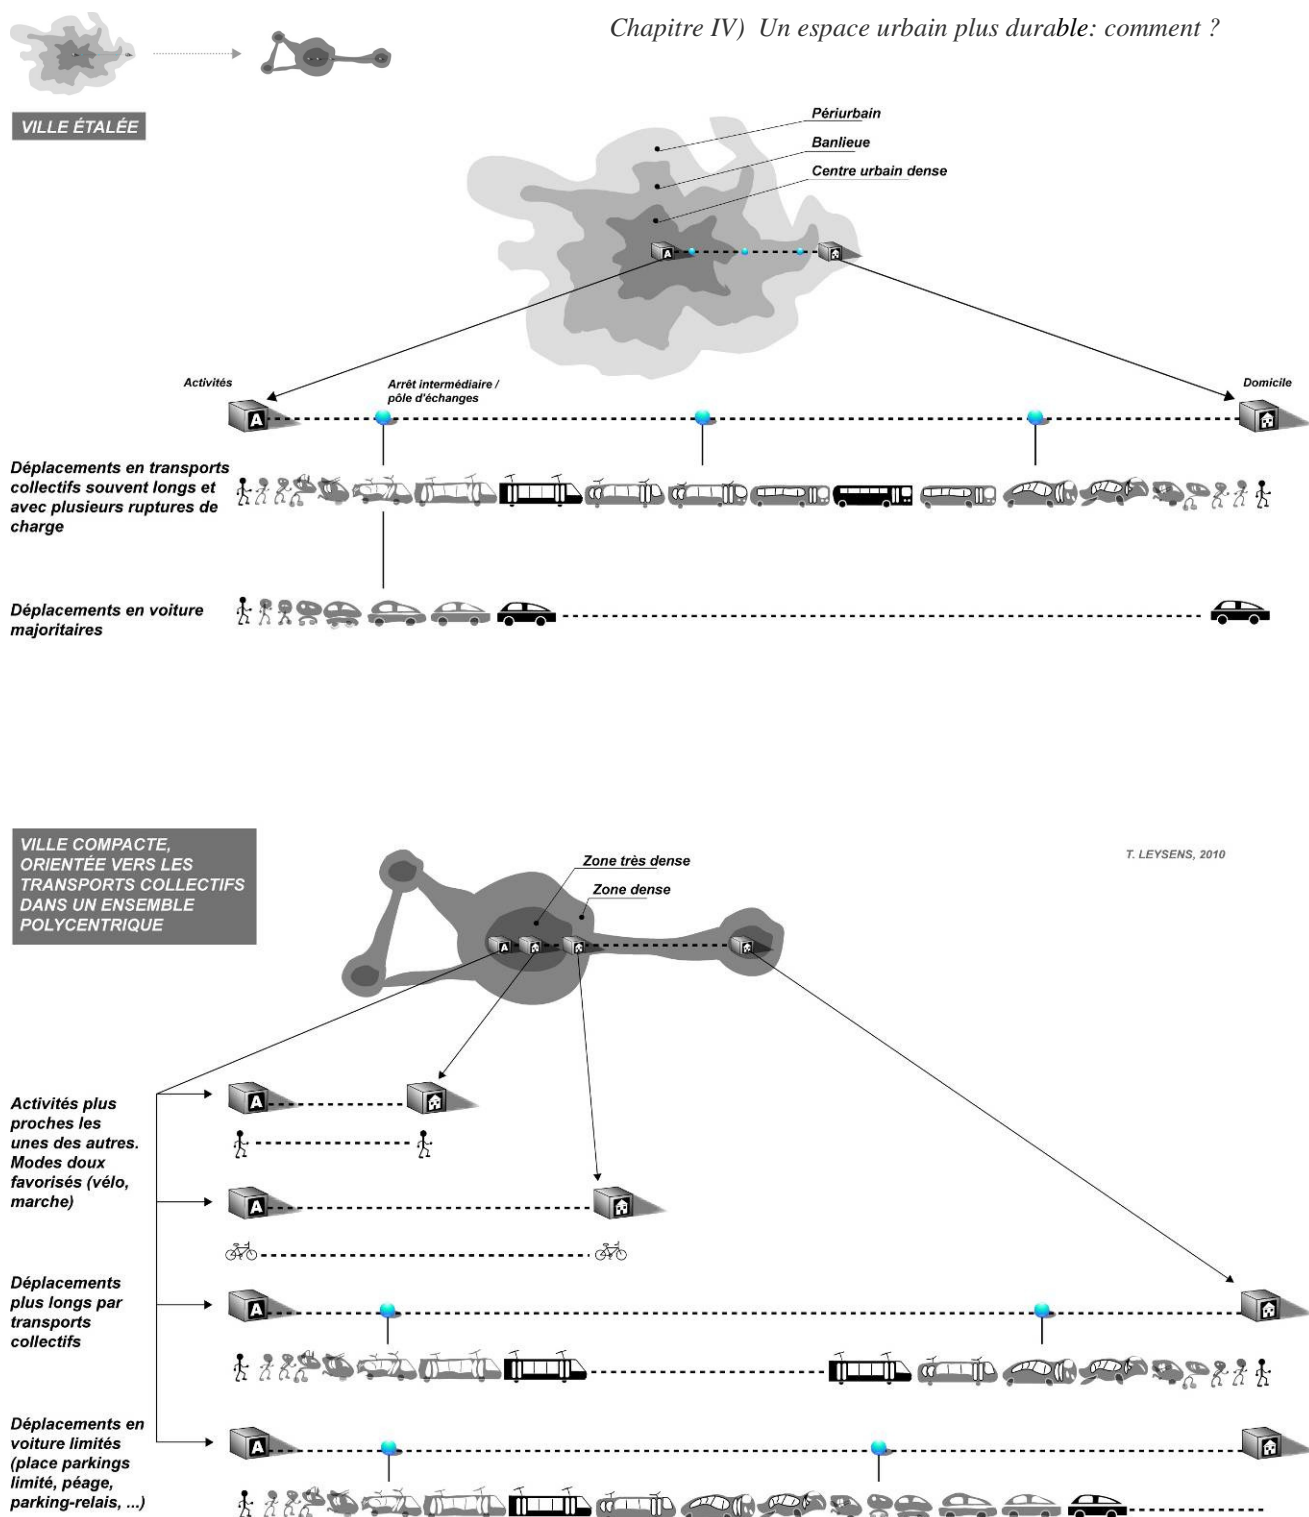 Chapitre IV) Un espace urbain plus durable: comment ?
VILLE ÉTALÉE
Périurbain
Banlieue
Centre urbain dense
A
Activités
Arrêt intermédiaire /
pôle d'échanges
Domicile
A
Déplacements en transports
collectifs souvent longs et
avec plusieurs ruptures de
charge
Déplacements en voiture
majoritaires
VILLE COMPACTE,
ORIENTÉE VERS LES
TRANSPORTS COLLECTIFS
DANS UN ENSEMBLE
POLYCENTRIQUE
T. LEYSENS, 2010
Zone très dense
Zone dense
A
Activités plus
proches les
unes des autres.
Modes doux
favorisés (vélo,
marche)
A
A
Déplacements
plus longs par
transports
collectifs
A
Déplacements en
voiture limités
(place parkings
limité, péage,
parking-relais, ...)
A